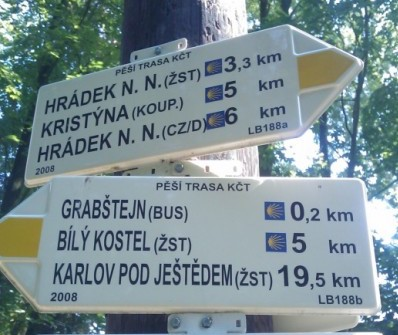 PĚŠÍ TRASA KČT
HRÁDEK N. N. (ŽST) 3,3 km
KRISTÝNA (KOUP.) 5 km
HRÁDEK N. N. (CZ/D) 6 km
2008 LB188a
PĚŠÍ TRASA KČT
GRABŠTEJN (BUS) 0,2 km
BÍLÝ KOSTEL (ŽST) 5 km
KARLOV POD JEŠTĚDEM (ŽST) 19,5 km
2008 LB188b